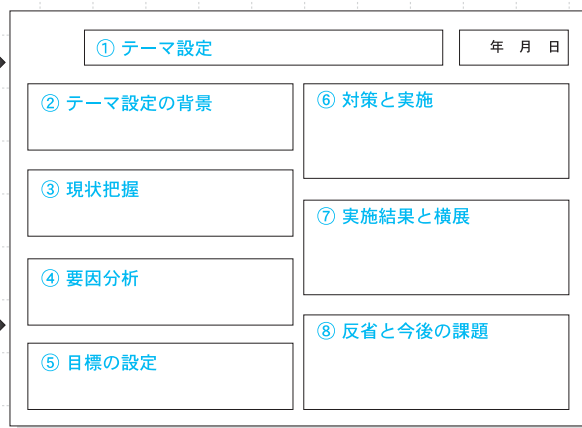 ① テーマ設定
年 月 日
② テーマ設定の背景
③ 現状把握
④ 要因分析
⑤ 目標の設定
⑥ 対策と実施
⑦ 実施結果と横展
⑧ 反省と今後の課題